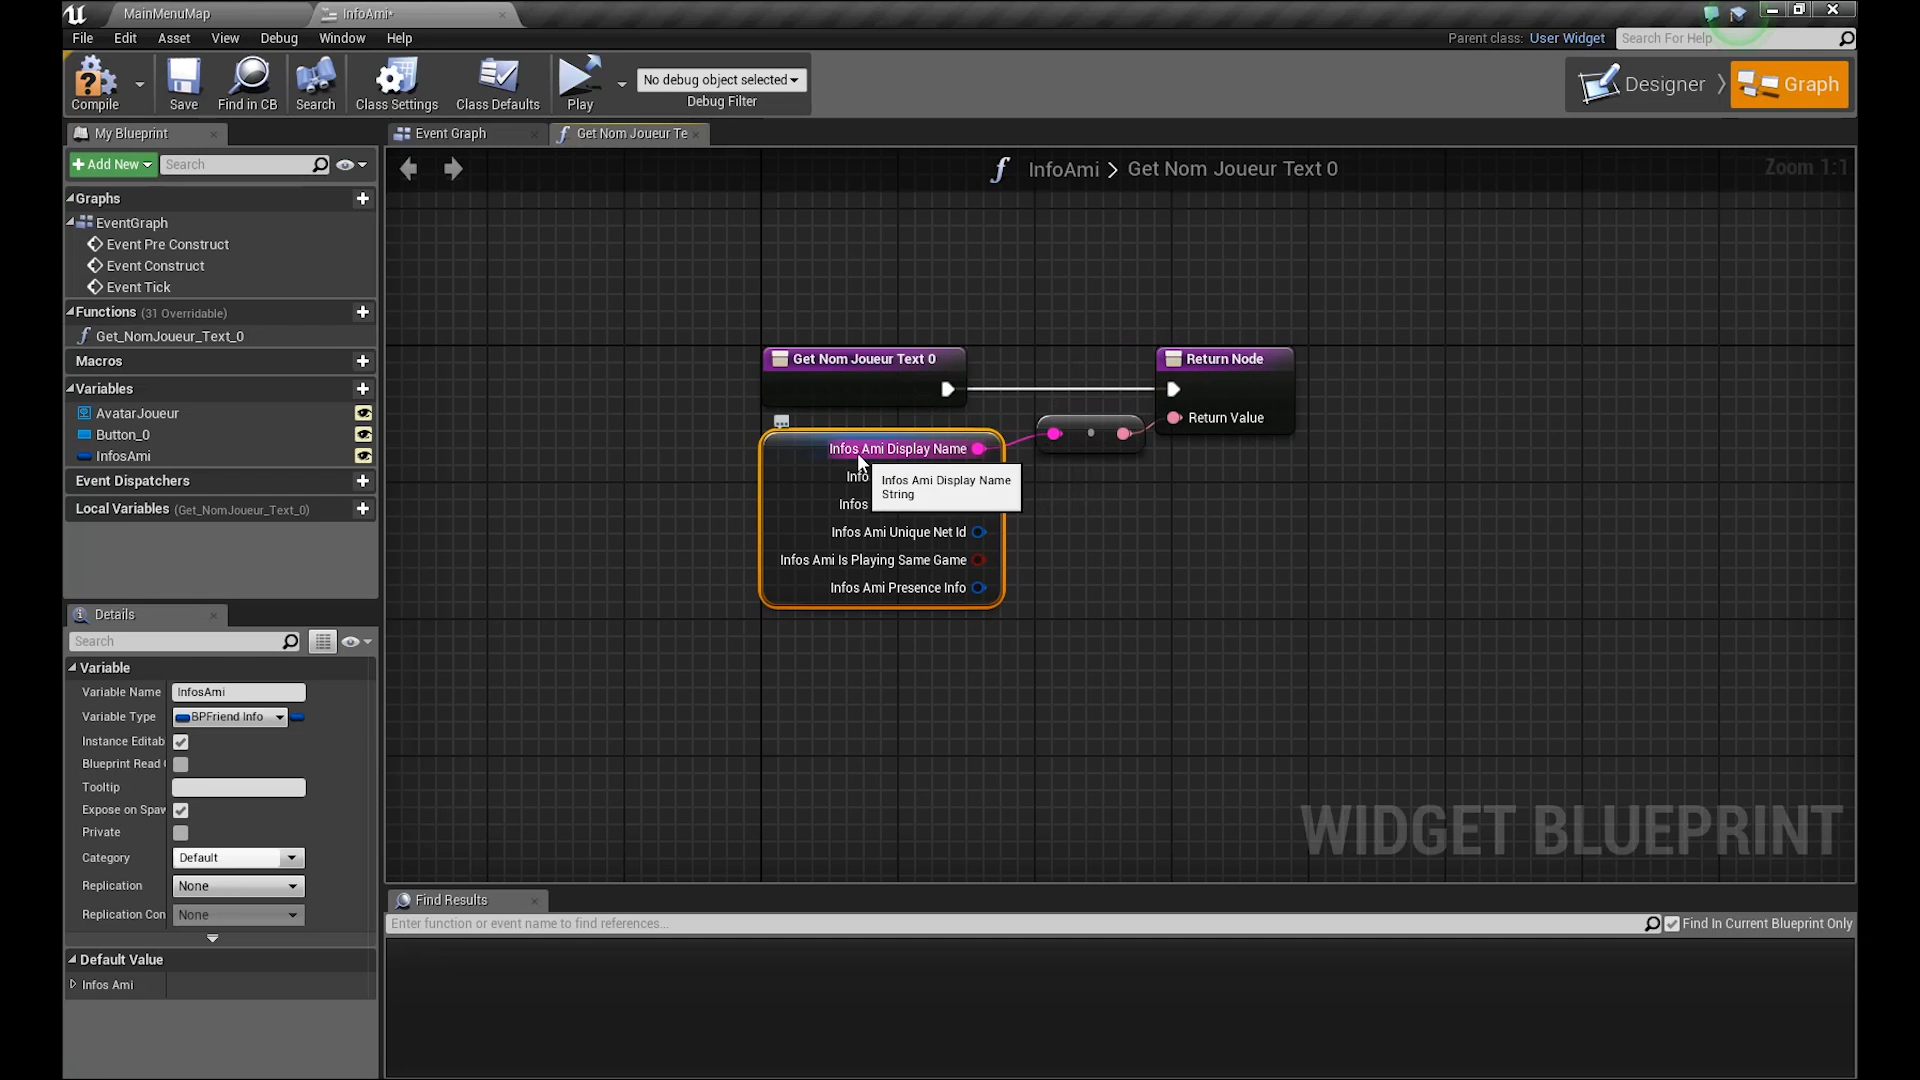 MainMenuMap
InfoAmi*
File Edit Asset View Debug Window Help
Parent class: User Widget
Search For Help
Compile
Save
Find in CB
Search
Class Settings
Class Defaults
Play
No debug object selected
Debug Filter
Designer
Graph
My Blueprint
Event Graph
Get Nom Joueur Te
Add New
Search
InfoAmi > Get Nom Joueur Text 0
Zoom 1:1
Graphs
EventGraph
Event Pre Construct
Event Construct
Event Tick
Functions (31 Overridable)
Get_NomJoueur_Text_0
Macros
Variables
AvatarJoueur
Button_0
InfosAmi
Event Dispatchers
Local Variables (Get_NomJoueur_Text_0)
Get Nom Joueur Text 0
Return Node
Return Value
Infos Ami Display Name
Info
Infos
Infos Ami Unique Net Id
Infos Ami Is Playing Same Game
Infos Ami Presence Info
Infos Ami Display Name
String
Details
Search
Variable
Variable Name InfosAmi
Variable Type BPFriend Info
Instance Editab
Blueprint Read
Tooltip
Expose on Spaw
Private
Category Default
Replication None
Replication Con None
Default Value
Infos Ami
WIDGET BLUEPRINT
Find Results
Enter function or event name to find references...
Find In Current Blueprint Only